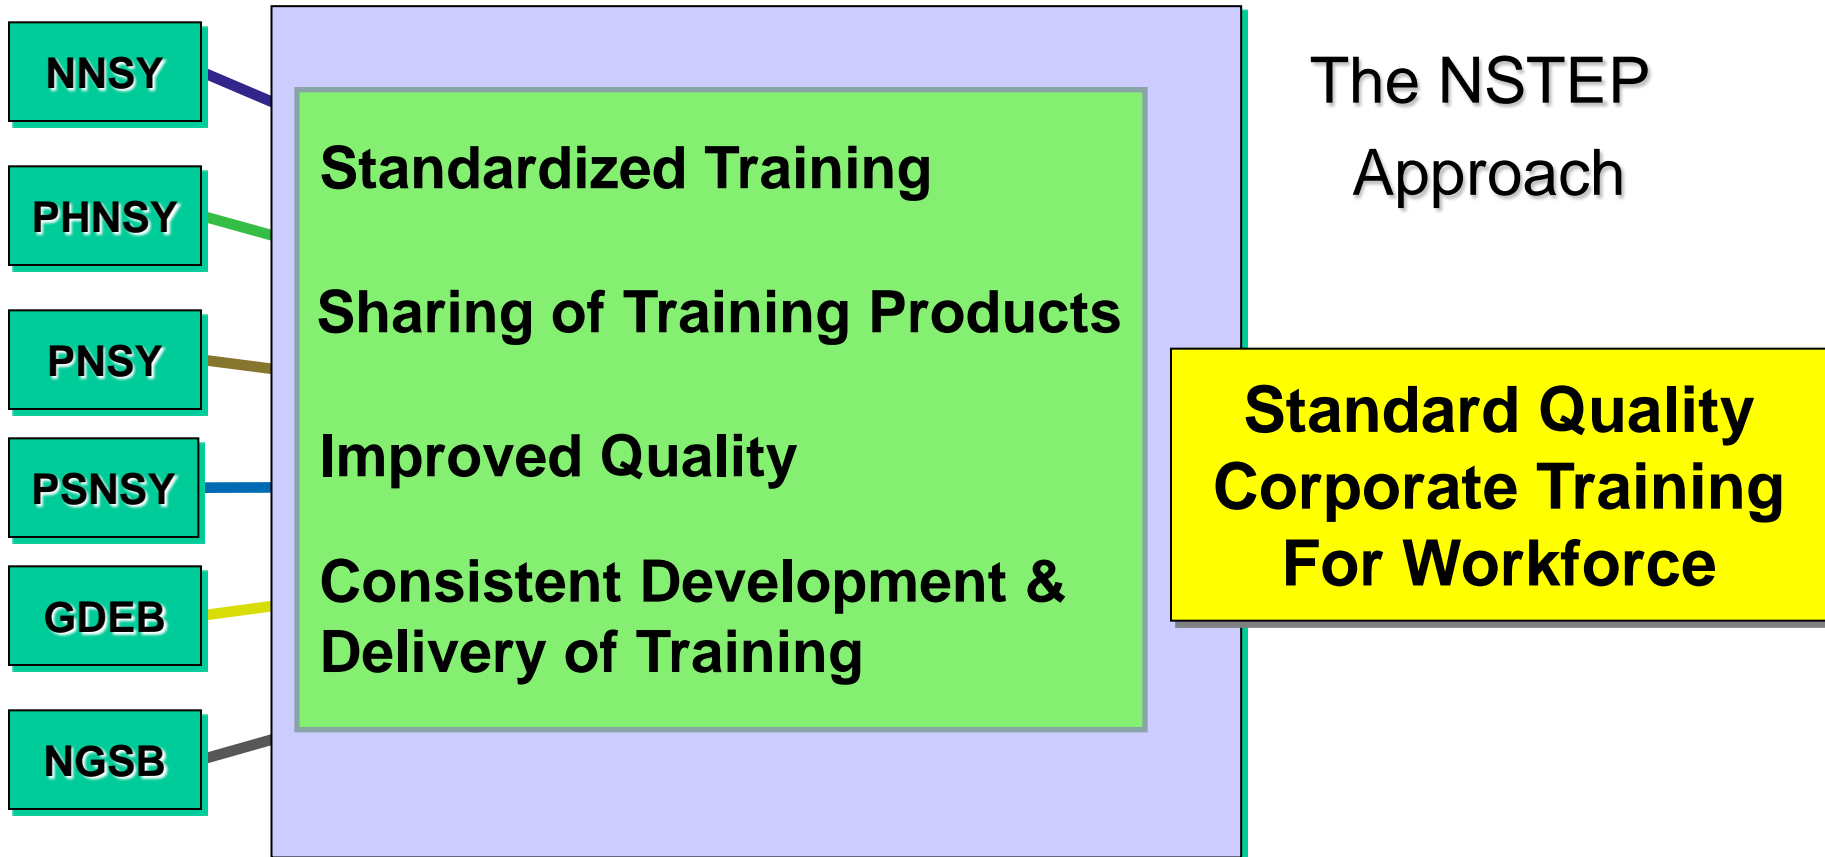 NNSY
PHNSY
PNSY
PSNSY
GDEB
NGSB
Standardized Training
Sharing of Training Products
Improved Quality
Consistent Development &
Delivery of Training
The NSTEP
Approach
Standard Quality
Corporate Training
For Workforce